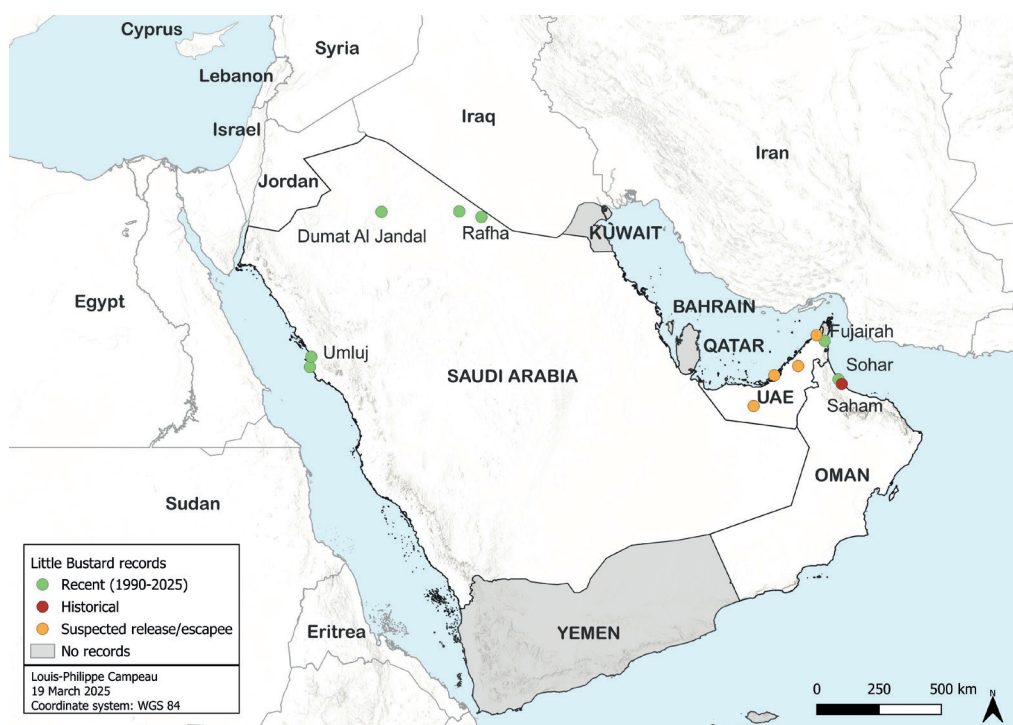 Cyprus
Syria
Lebanon
Iraq
Israel
Iran
Jordan
Dumat Al Jandal
Rafha
KUWAIT
Egypt
BAHRAIN
Fujairah
QATAR
Umluj
Sohar
SAUDI ARABIA
UAE
Saham
OMAN
Sudan
Little Bustard records
Recent (1990-2025)
Historical
Suspected release/escapee
No records
Eritrea
YEMEN
Louis-Philippe Campeau
19 March 2025
Coordinate system: WGS 84
0 250 500 km
N